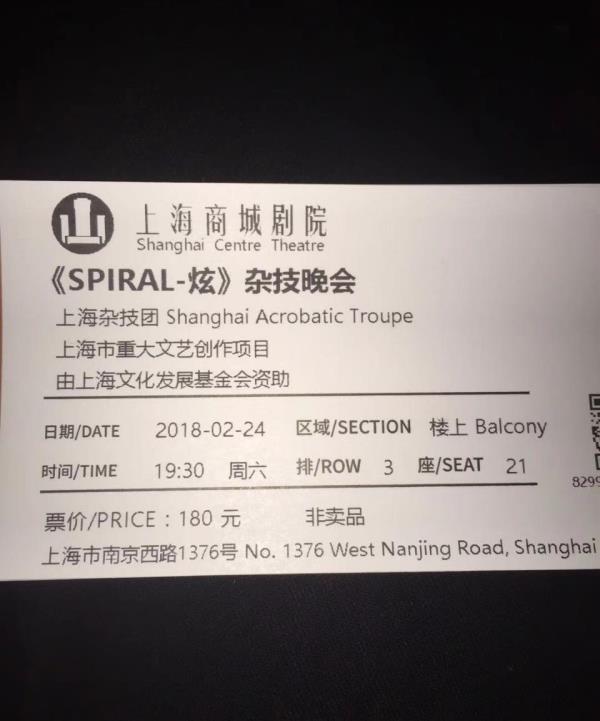 上海商城剧院
Shanghai Centre Theatre
《SPIRAL-炫》杂技晚会
上海杂技团 Shanghai Acrobatic Troupe
上海市重大文艺创作项目
由上海文化发展基金会资助
日期/DATE 2018-02-24 区域/SECTION 楼上 Balcony
时间/TIME 19:30 周六 排/ROW 3 座/SEAT 21
8299
票价/PRICE：180 元 非卖品
上海市南京西路1376号 No. 1376 West Nanjing Road, Shanghai